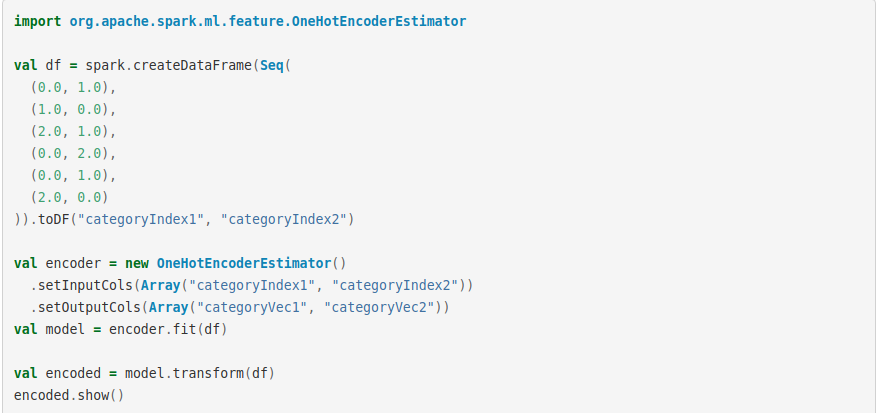 import org.apache.spark.ml.feature.OneHotEncoderEstimator

val df = spark.createDataFrame(Seq(
  (0.0, 1.0),
  (1.0, 0.0),
  (2.0, 1.0),
  (0.0, 2.0),
  (0.0, 1.0),
  (2.0, 0.0)
)).toDF("categoryIndex1", "categoryIndex2")

val encoder = new OneHotEncoderEstimator()
  .setInputCols(Array("categoryIndex1", "categoryIndex2"))
  .setOutputCols(Array("categoryVec1", "categoryVec2"))
val model = encoder.fit(df)

val encoded = model.transform(df)
encoded.show()